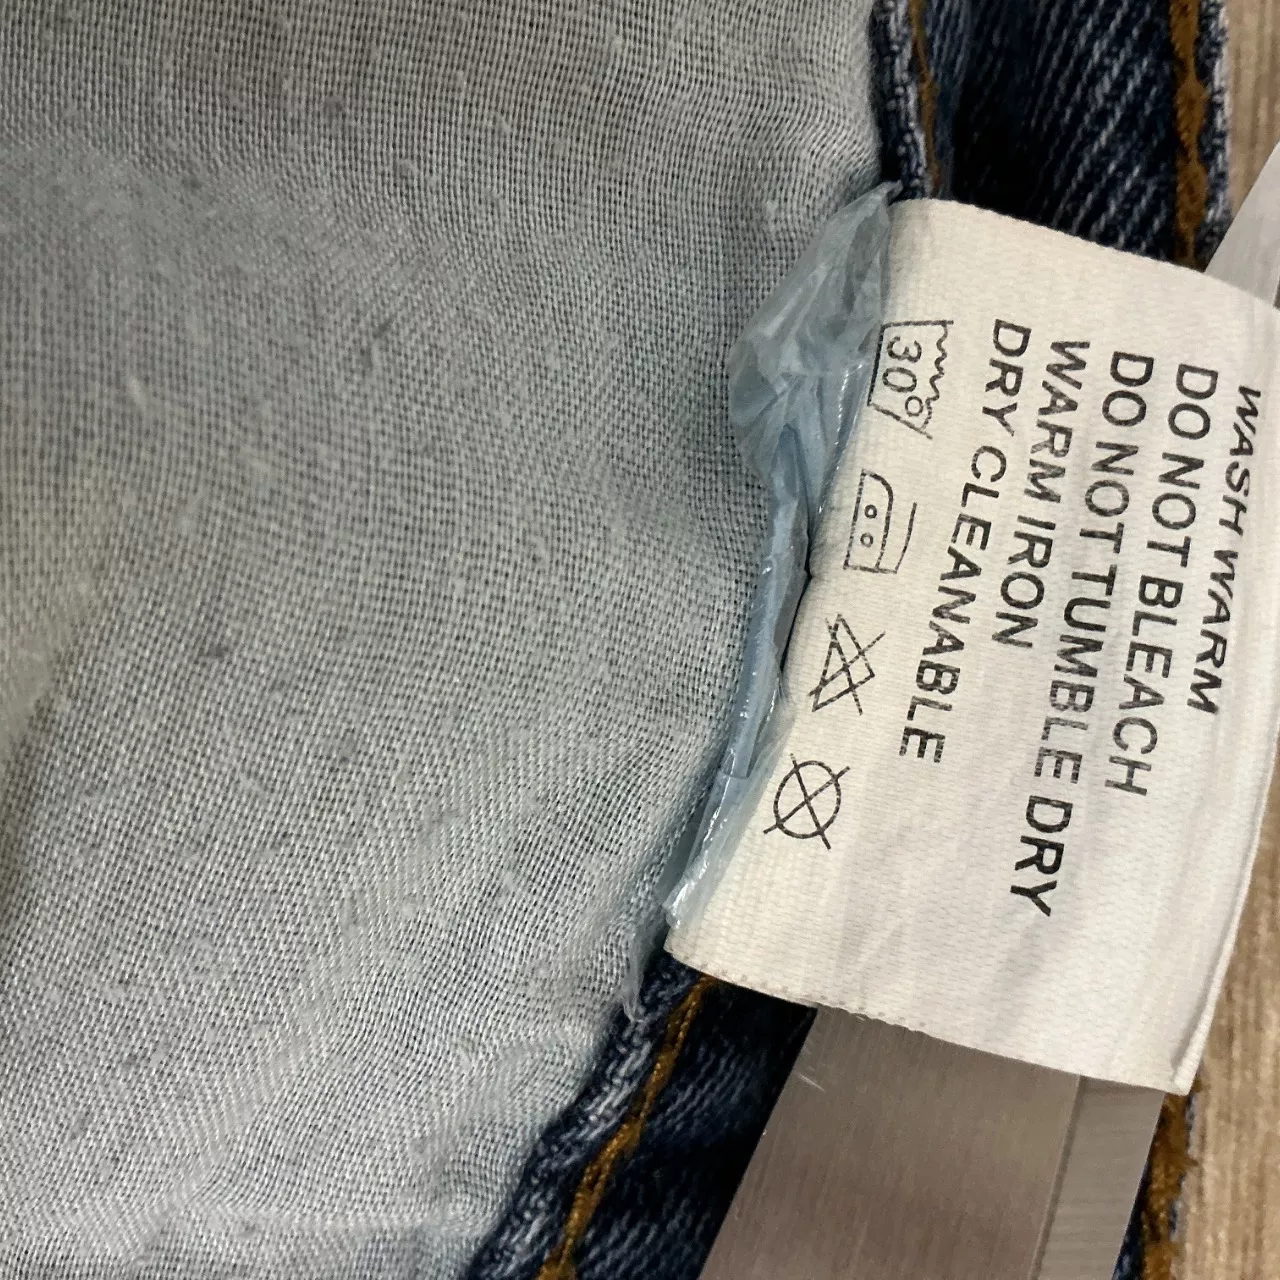 WASH WARM
DO NOT BLEACH
DO NOT TUMBLE DRY
WARM IRON
DRY CLEANABLE
30°